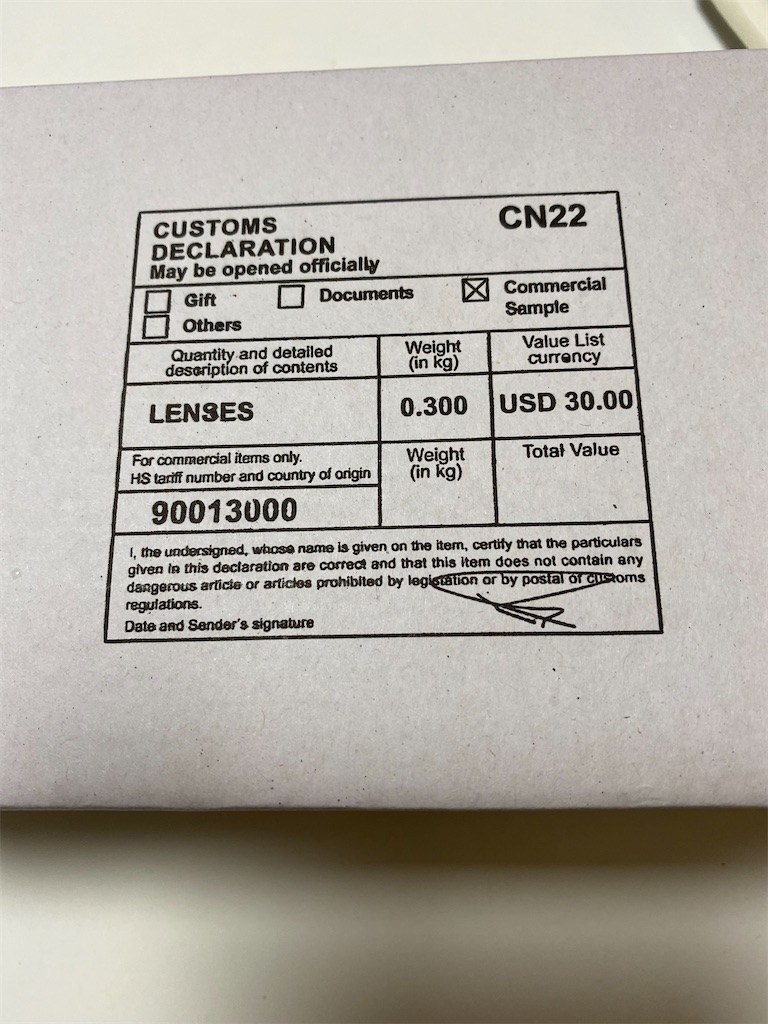 CUSTOMS
DECLARATION
May be opened officially
CN22
Gift
Documents
Commercial
Sample
Others
Quantity and detailed
description of contents
Weight
(in kg)
Value List
currency
LENSES
0.300
USD 30.00
For commercial items only.
HS tariff number and country of origin
Weight
(in kg)
Total Value
90013000
I, the undersigned, whose name is given on the item, certify that the particulars
given in this declaration are correct and that this item does not contain any
dangerous article or articles prohibited by legislation or by postal or customs
regulations.
Date and Sender's signature